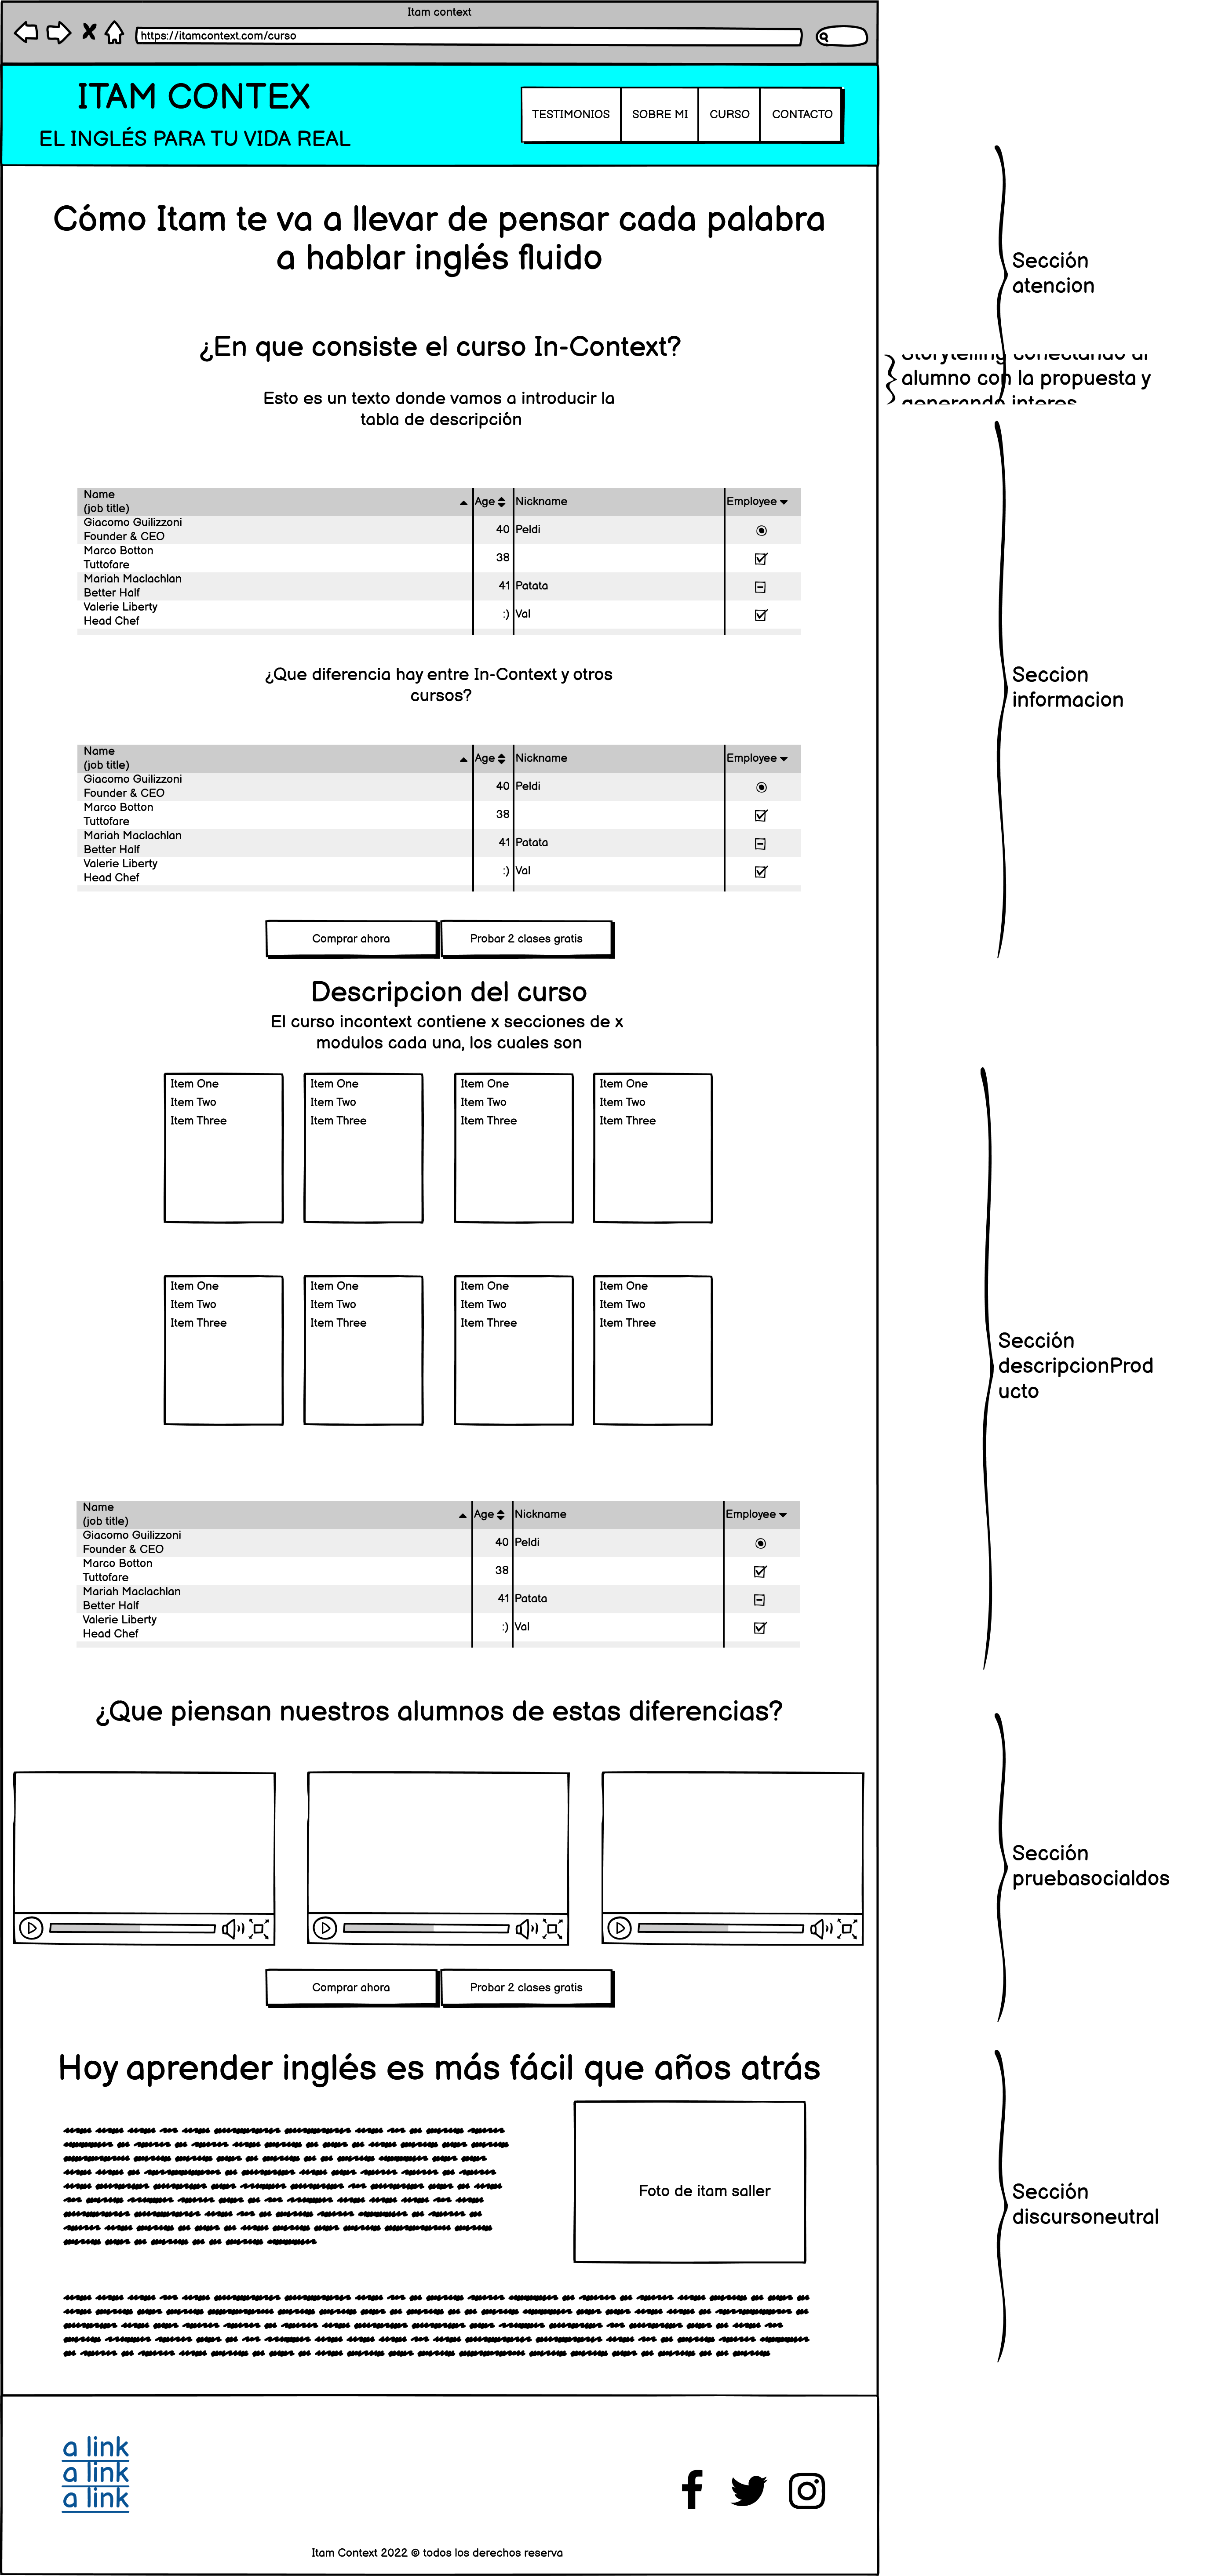 Itam context
https://itamcontext.com/curso
ITAM CONTEX
EL INGLÉS PARA TU VIDA REAL
TESTIMONIOS SOBRE MI CURSO CONTACTO
Cómo Itam te va a llevar de pensar cada palabra
a hablar inglés fluido
Sección
atencion
¿En que consiste el curso In-Context?
Storytelling conectando al
alumno con la propuesta y
generando interes
Esto es un texto donde vamos a introducir la
tabla de descripción
Name
(job title) Age Nickname Employee
Giacomo Guilizzoni
Founder & CEO 40 Peldi
Marco Botton
Tuttofare 38
Mariah Maclachlan
Better Half 41 Patata
Valerie Liberty
Head Chef :) Val
¿Que diferencia hay entre In-Context y otros
cursos?
Seccion
informacion
Name
(job title) Age Nickname Employee
Giacomo Guilizzoni
Founder & CEO 40 Peldi
Marco Botton
Tuttofare 38
Mariah Maclachlan
Better Half 41 Patata
Valerie Liberty
Head Chef :) Val
Comprar ahora Probar 2 clases gratis
Descripcion del curso
El curso incontext contiene x secciones de x
modulos cada una, los cuales son
Item One Item One Item One Item One
Item Two Item Two Item Two Item Two
Item Three Item Three Item Three Item Three
Item One Item One Item One Item One
Item Two Item Two Item Two Item Two
Item Three Item Three Item Three Item Three
Sección
descripcionProd
ucto
Name
(job title) Age Nickname Employee
Giacomo Guilizzoni
Founder & CEO 40 Peldi
Marco Botton
Tuttofare 38
Mariah Maclachlan
Better Half 41 Patata
Valerie Liberty
Head Chef :) Val
¿Que piensan nuestros alumnos de estas diferencias?
Sección
pruebasocialdos
Comprar ahora Probar 2 clases gratis
Hoy aprender inglés es más fácil que años atrás
Foto de itam saller
Sección
discursoneutral
a link
a link
a link
Itam Context 2022 © todos los derechos reserva